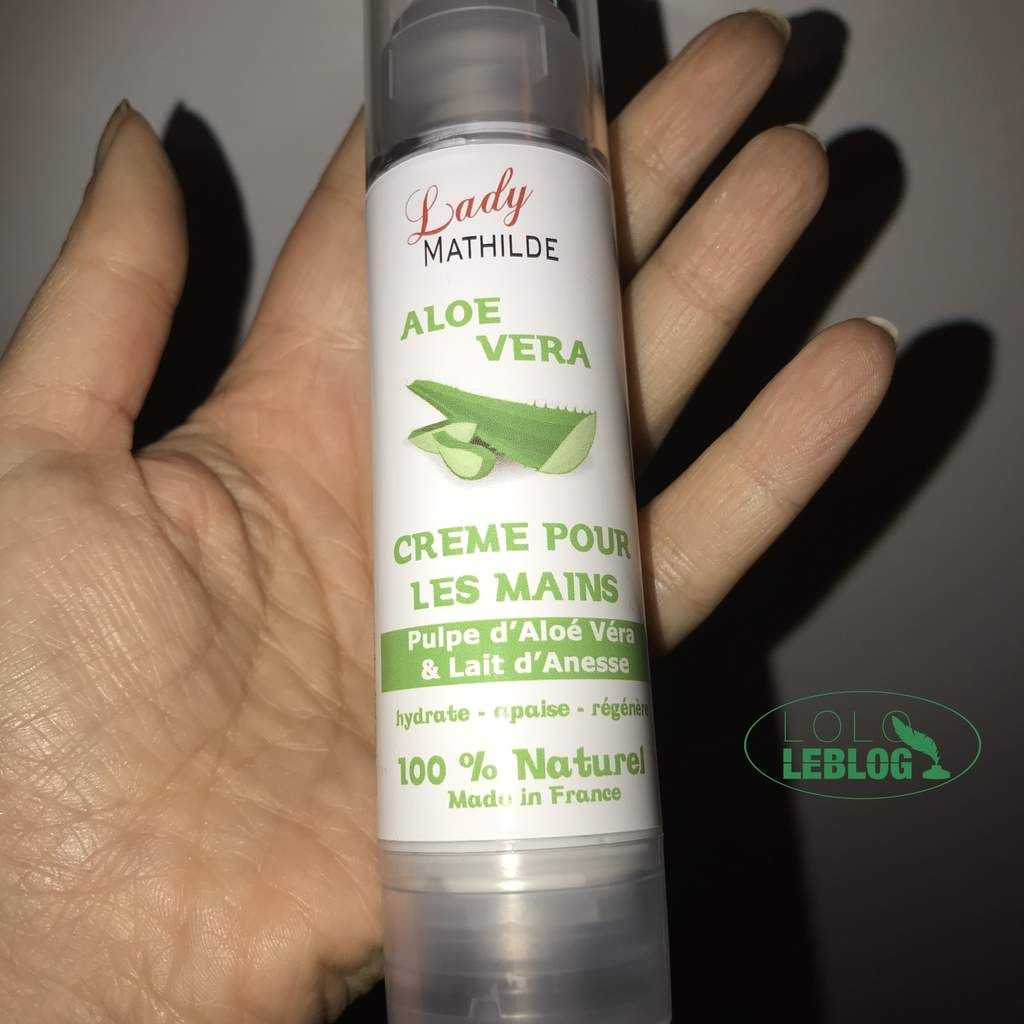 Lady
MATHILDE
ALOE
VERA
CREME POUR
LES MAINS
Pulpe d'Aloé Véra
& Lait d'Anesse
hydrate - apaise - régénère
100 % Naturel
Made in France
LOLO
LEBLOG